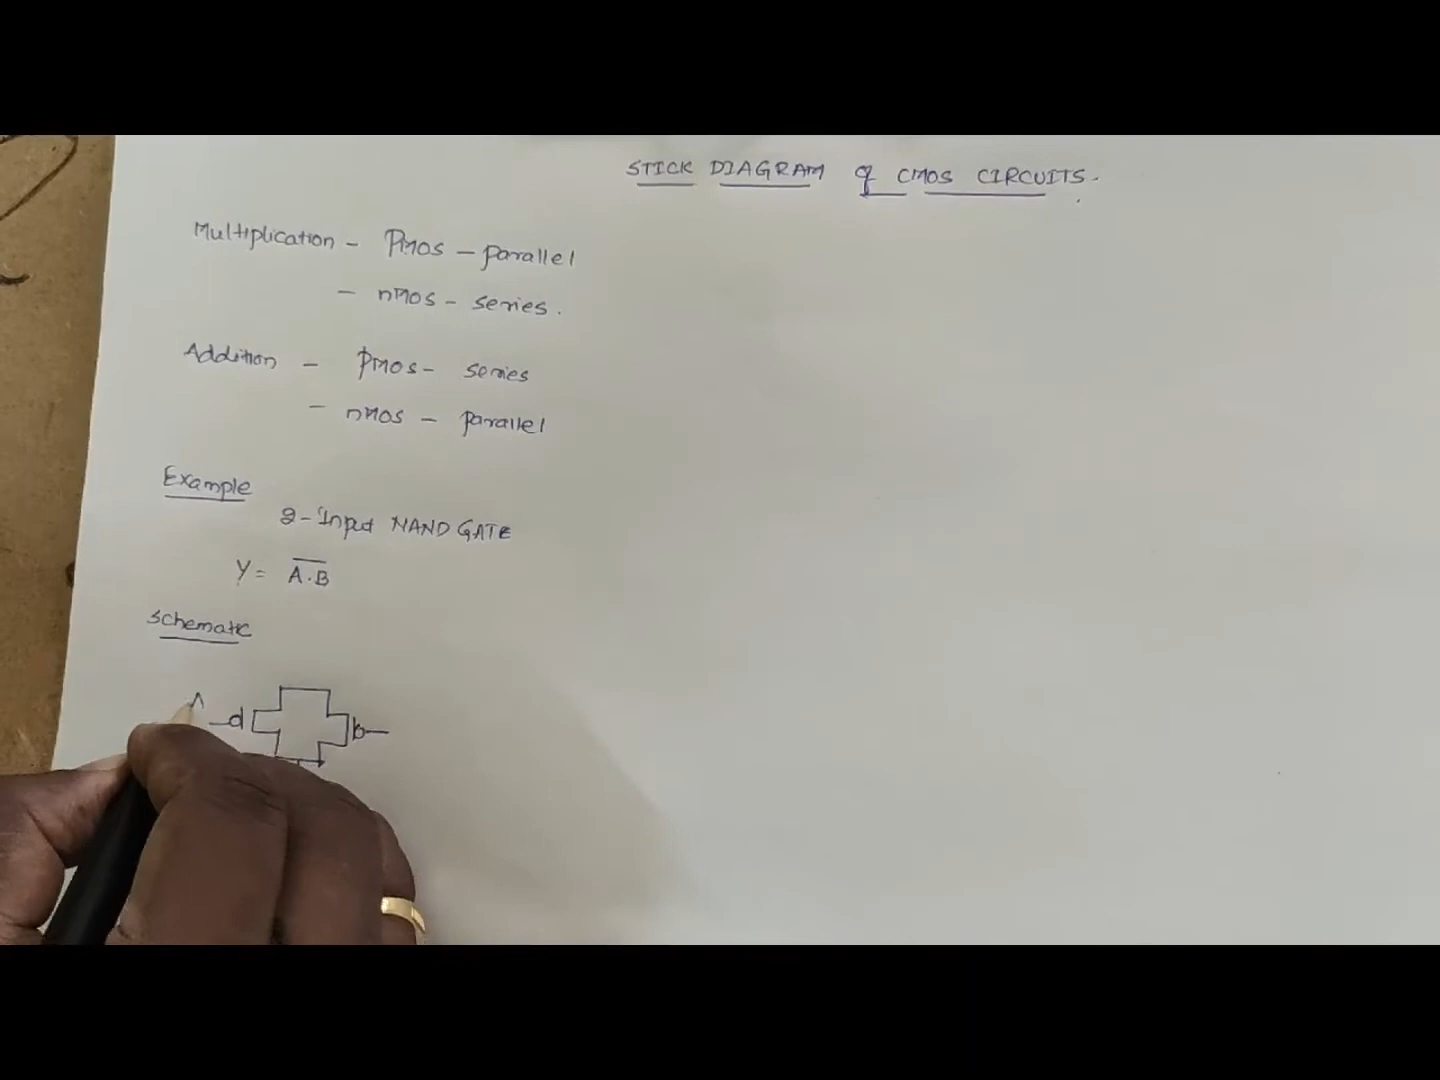 STICK DIAGRAM of CMOS CIRCUITS.
Multiplication - PMOS - parallel
- nMOS - series.
Addition - PMOS - series
- nMOS - parallel
Example
2-Input NAND GATE
Y = \overline{A.B}
Schematic
A